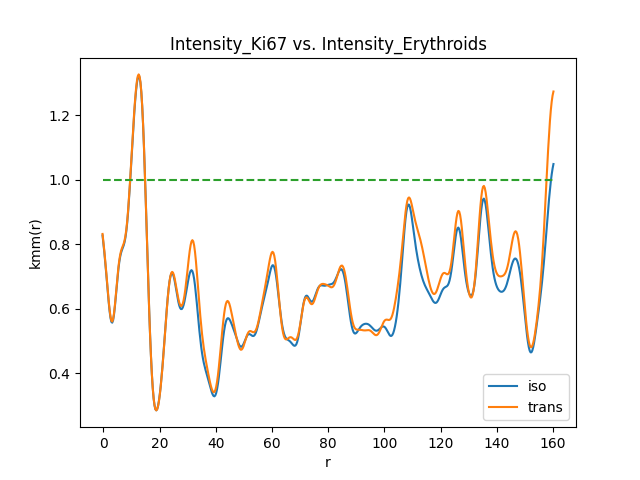 Intensity_Ki67 vs. Intensity_Erythroids
kmm(r)
1.2
1.0
0.8
0.6
0.4
0 20 40 60 80 100 120 140 160
r
iso
trans